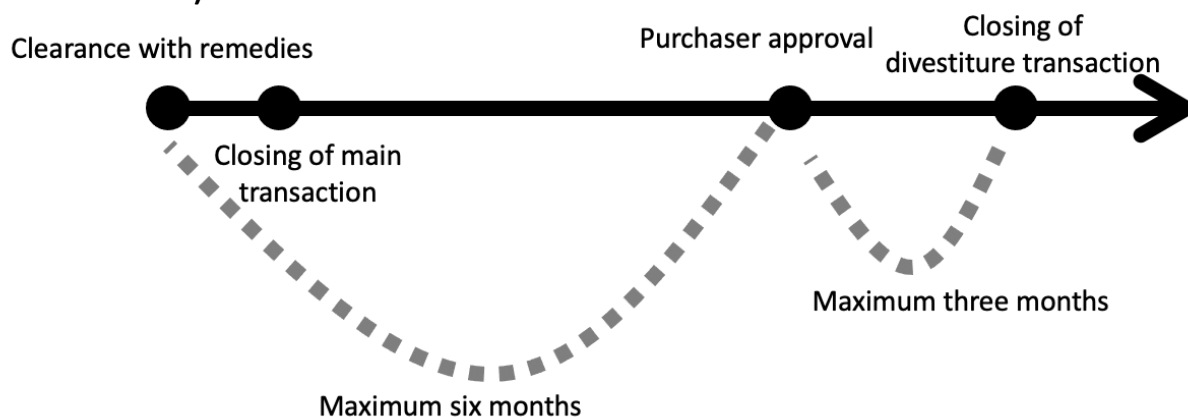 Clearance with remedies
Purchaser approval
Closing of
divestiture transaction
Closing of main
transaction
Maximum three months
Maximum six months